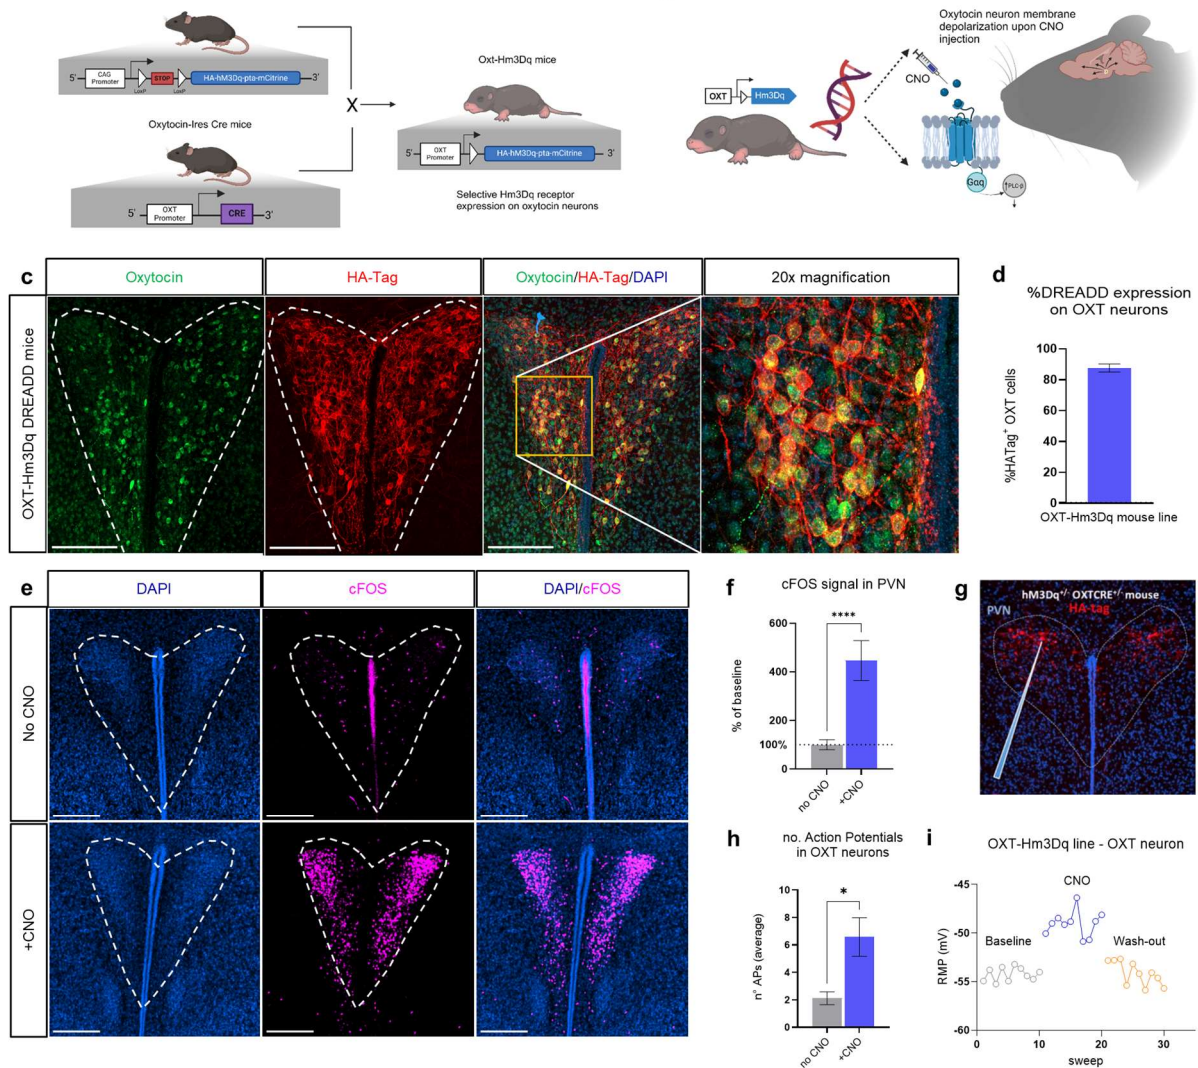 5'
CAG
Promoter
LoxP
STOP
LoxP
HA-hM3Dq-pta-mCitrine
3'
Oxytocin-Ires Cre mice
5'
OXT
Promoter
CRE
3'
X
Oxt-Hm3Dq mice
5'
OXT
Promoter
HA-hM3Dq-pta-mCitrine
3'
Selective Hm3Dq receptor
expression on oxytocin neurons
OXT
Hm3Dq
Oxytocin neuron membrane
depolarization upon CNO
injection
CNO
Gαq
↑PLC-β
c
Oxytocin
HA-Tag
Oxytocin/HA-Tag/DAPI
20x magnification
OXT-Hm3Dq DREADD mice
d
%DREADD expression
on OXT neurons
%HATag+ OXT cells
100
80
60
40
20
0
OXT-Hm3Dq mouse line
e
DAPI
cFOS
DAPI/cFOS
No CNO
+CNO
f
cFOS signal in PVN
****
% of baseline
600
400
200
100%
0
no CNO
+CNO
g
hM3Dq+/- OXTCRE+/- mouse
PVN
HA-tag
h
no. Action Potentials
in OXT neurons
*
n° APs (average)
10
8
6
4
2
0
no CNO
+CNO
i
OXT-Hm3Dq line - OXT neuron
RMP (mV)
-45
-50
-55
-60
Baseline
CNO
Wash-out
0
10
20
30
sweep